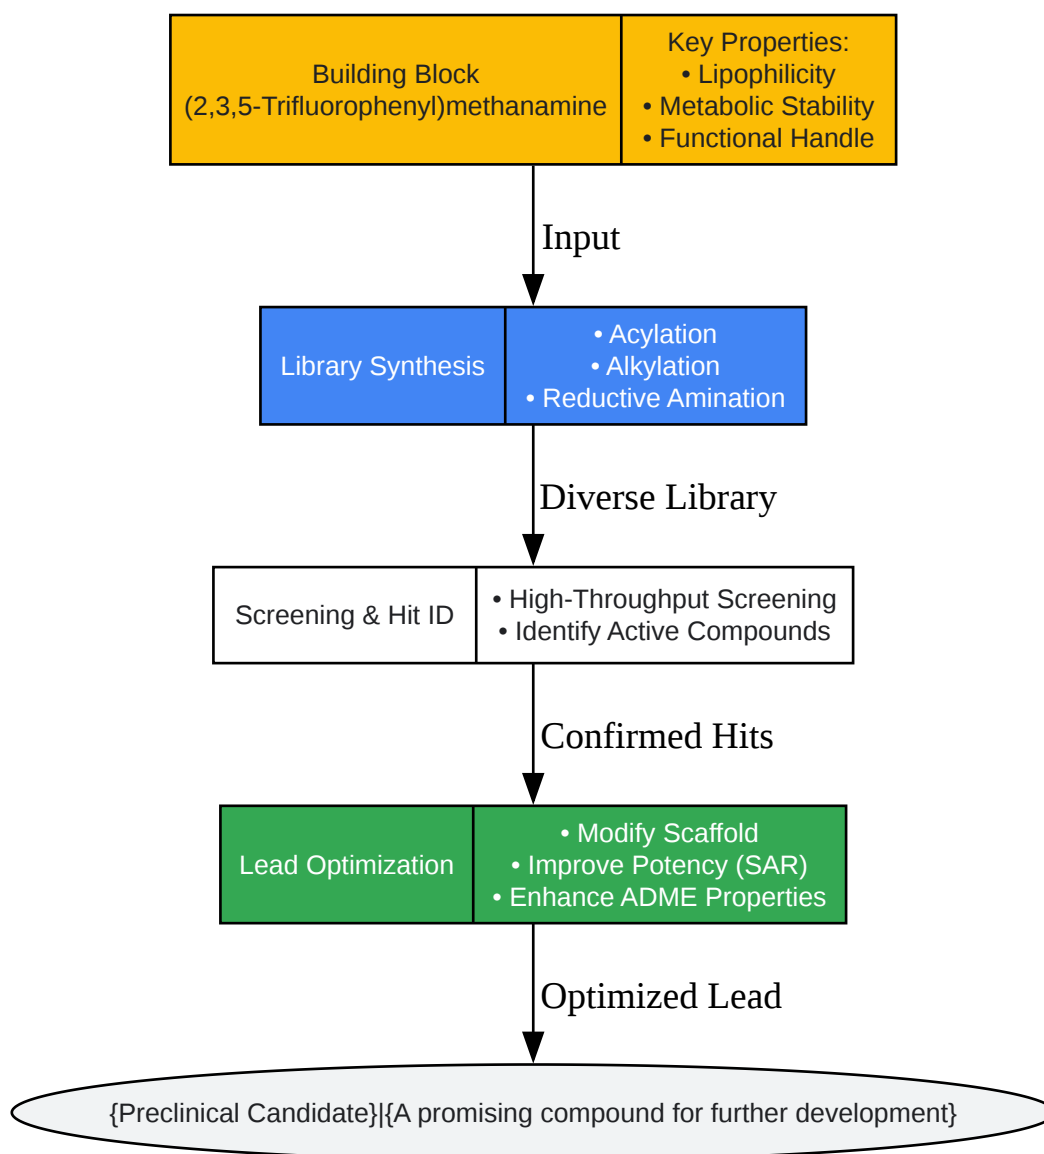 Building Block
(2,3,5-Trifluorophenyl)methanamine
Key Properties:
• Lipophilicity
• Metabolic Stability
• Functional Handle
Input
Library Synthesis
• Acylation
• Alkylation
• Reductive Amination
Diverse Library
Screening & Hit ID
• High-Throughput Screening
• Identify Active Compounds
Confirmed Hits
Lead Optimization
• Modify Scaffold
• Improve Potency (SAR)
• Enhance ADME Properties
Optimized Lead
{Preclinical Candidate}|{A promising compound for further development}